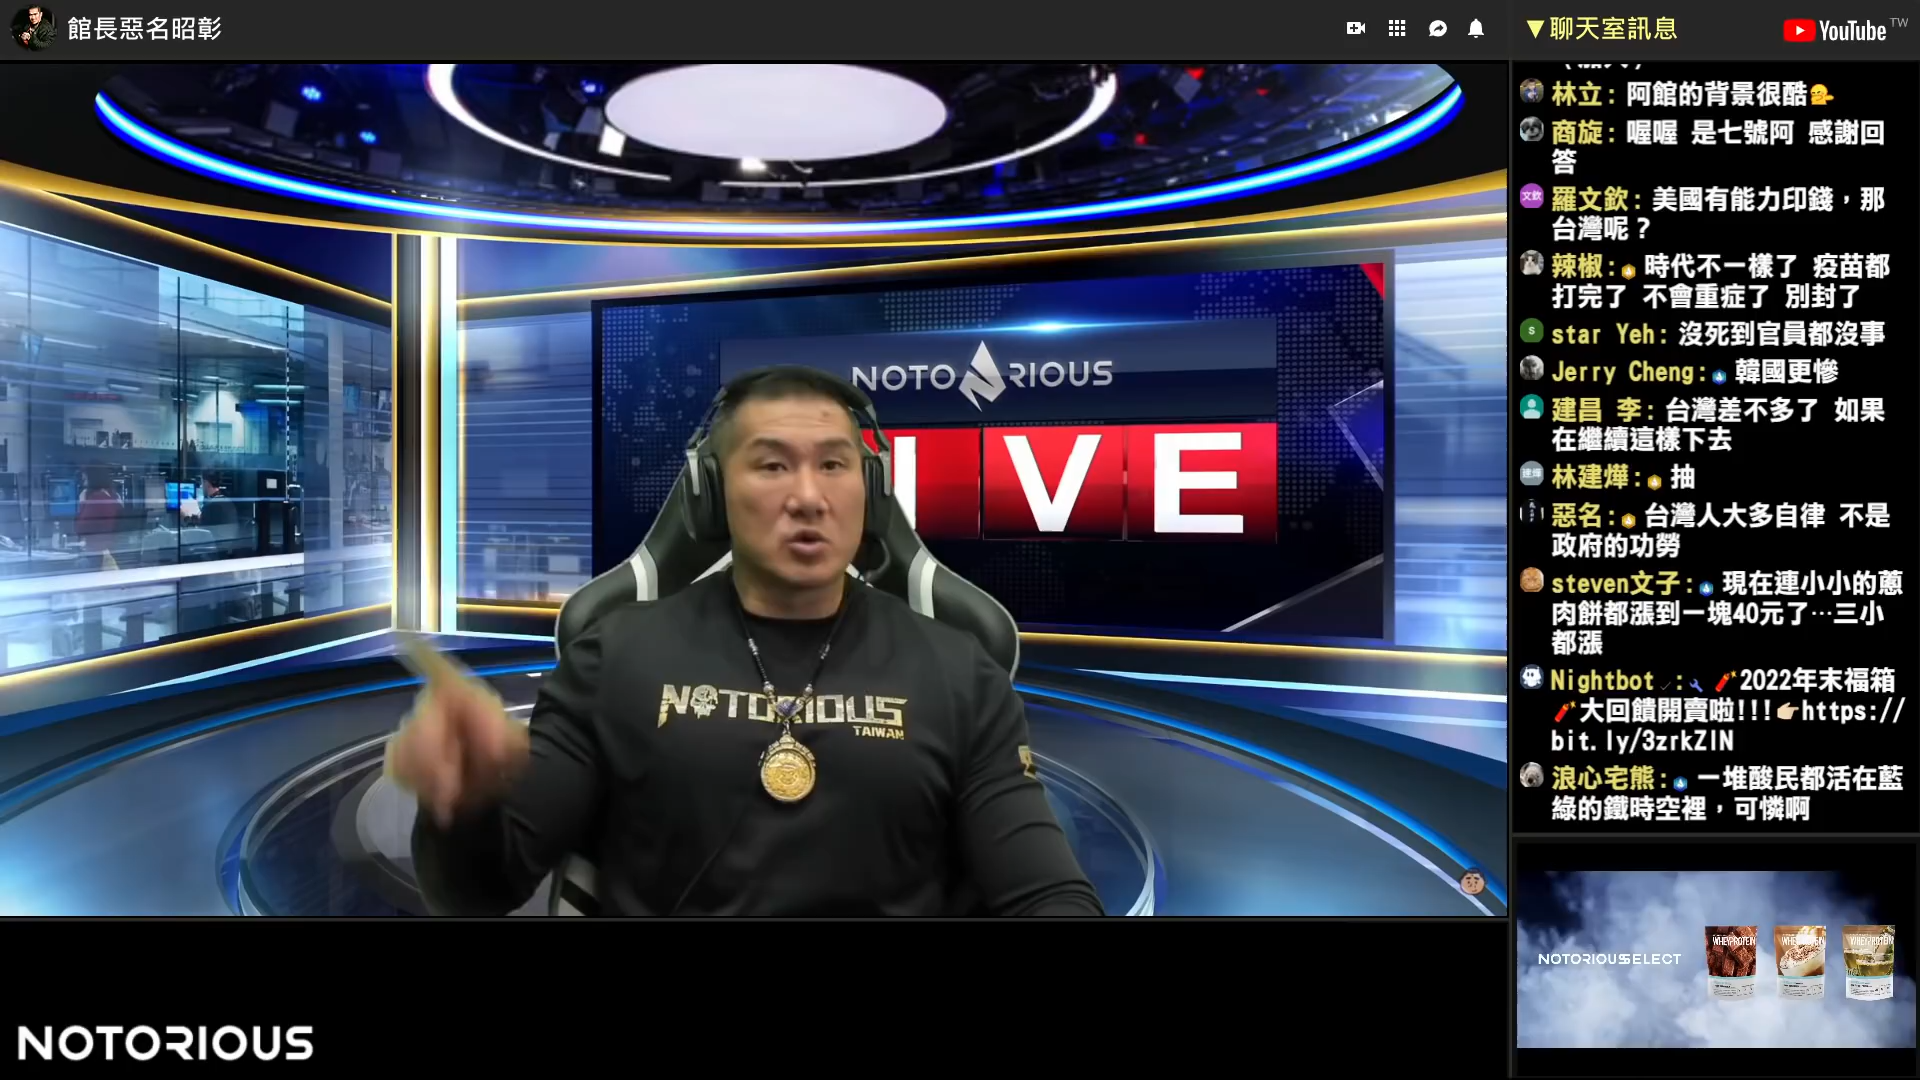 館長惡名昭彰
▼聊天室訊息
YouTube TW
林立: 阿館的背景很酷
商旋: 喔喔 是七號阿 感謝回
答
文欽
羅文欽: 美國有能力印錢，那
台灣呢？
辣椒: 時代不一樣了 疫苗都
打完了 不會重症了 別封了
S
star Yeh: 沒死到官員都沒事
Jerry Cheng: 韓國更慘
建昌 李: 台灣差不多了 如果
在繼續這樣下去
建燁
林建燁: 抽
惡名: 台灣人大多自律 不是
政府的功勞
steven文子: 現在連小小的蔥
肉餅都漲到一塊40元了…三小
都漲
Nightbot ✓: 🧨2022年末福箱
🧨大回饋開賣啦!!!👉https://
bit.ly/3zrkZIN
浪心宅熊: 一堆酸民都活在藍
綠的鐵時空裡，可憐啊
NOTORIOUS
IVE
NOTORIOUS
TAIWAN
NOTORIOUSSELECT
WHEYPROTEIN
WHEYPROTEIN
WHEYPROTEIN
NOTORIOUS